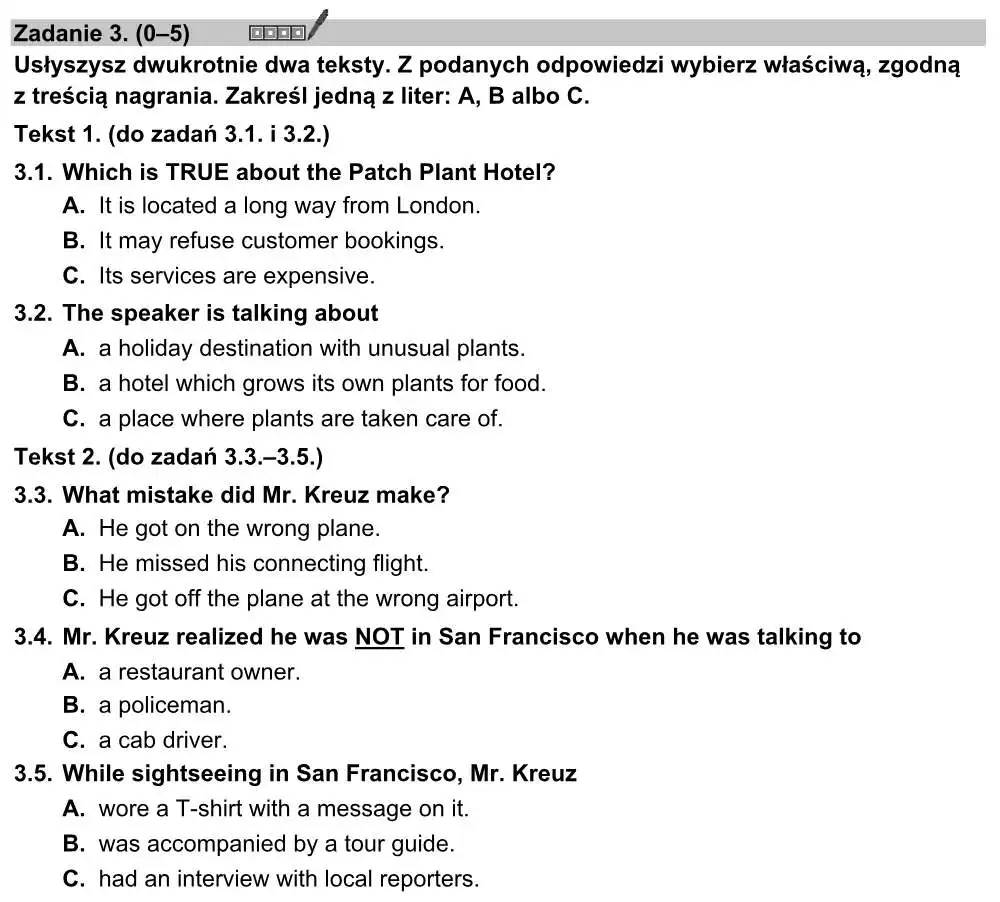 Zadanie 3. (0–5)
Usłyszysz dwukrotnie dwa teksty. Z podanych odpowiedzi wybierz właściwą, zgodną
z treścią nagrania. Zakreśl jedną z liter: A, B albo C.
Tekst 1. (do zadań 3.1. i 3.2.)
3.1. Which is TRUE about the Patch Plant Hotel?
A. It is located a long way from London.
B. It may refuse customer bookings.
C. Its services are expensive.
3.2. The speaker is talking about
A. a holiday destination with unusual plants.
B. a hotel which grows its own plants for food.
C. a place where plants are taken care of.
Tekst 2. (do zadań 3.3.–3.5.)
3.3. What mistake did Mr. Kreuz make?
A. He got on the wrong plane.
B. He missed his connecting flight.
C. He got off the plane at the wrong airport.
3.4. Mr. Kreuz realized he was NOT in San Francisco when he was talking to
A. a restaurant owner.
B. a policeman.
C. a cab driver.
3.5. While sightseeing in San Francisco, Mr. Kreuz
A. wore a T-shirt with a message on it.
B. was accompanied by a tour guide.
C. had an interview with local reporters.